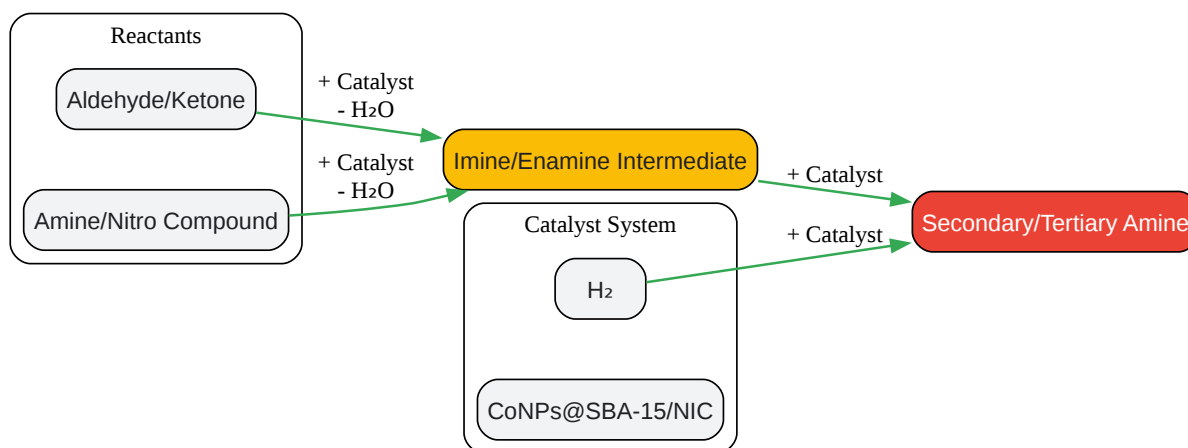 Reactants
Aldehyde/Ketone
+ Catalyst
- H₂O
Amine/Nitro Compound
+ Catalyst
- H₂O
Imine/Enamine Intermediate
+ Catalyst
Catalyst System
H₂
+ Catalyst
CoNPs@SBA-15/NIC
Secondary/Tertiary Amine